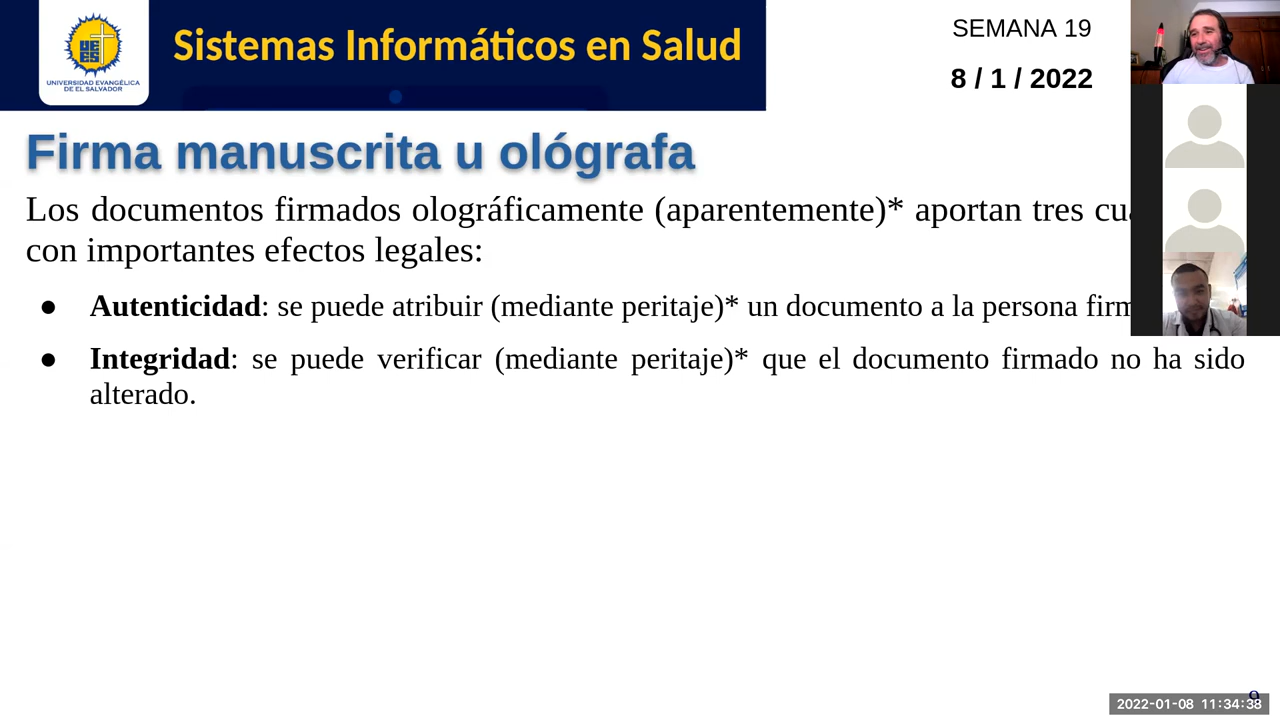 UNIVERSIDAD EVANGÉLICA
DE EL SALVADOR
Sistemas Informáticos en Salud
SEMANA 19
8 / 1 / 2022
Firma manuscrita u ológrafa
Los documentos firmados olográficamente (aparentemente)* aportan tres
con importantes efectos legales:
● Autenticidad: se puede atribuir (mediante peritaje)* un documento a la persona
● Integridad: se puede verificar (mediante peritaje)* que el documento firmado no ha sido
alterado.
9
2022-01-08 11:34:38